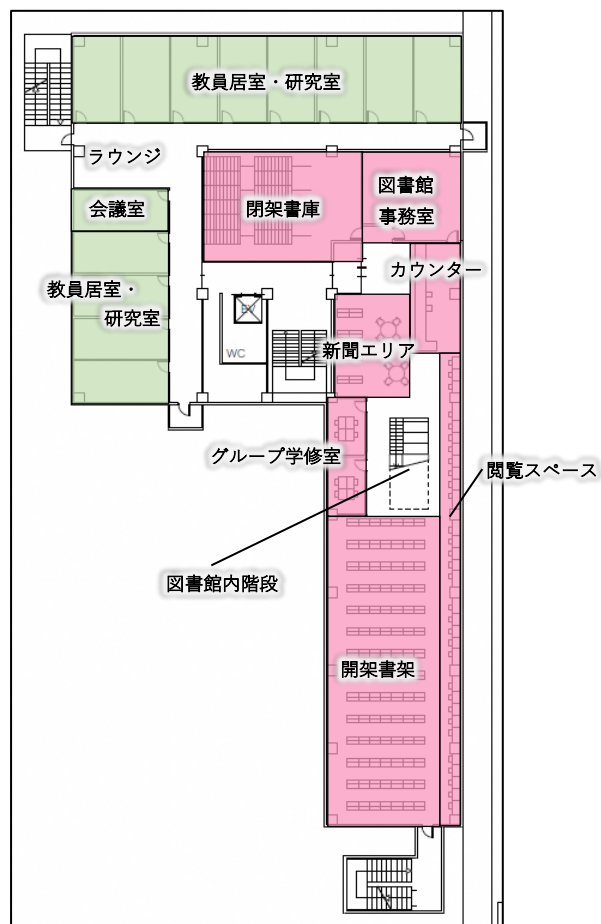 教員居室・研究室
ラウンジ
会議室
閉架書庫
図書館
事務室
カウンター
教員居室・
研究室
EV
WC
新聞エリア
グループ学修室
閲覧スペース
図書館内階段
開架書架